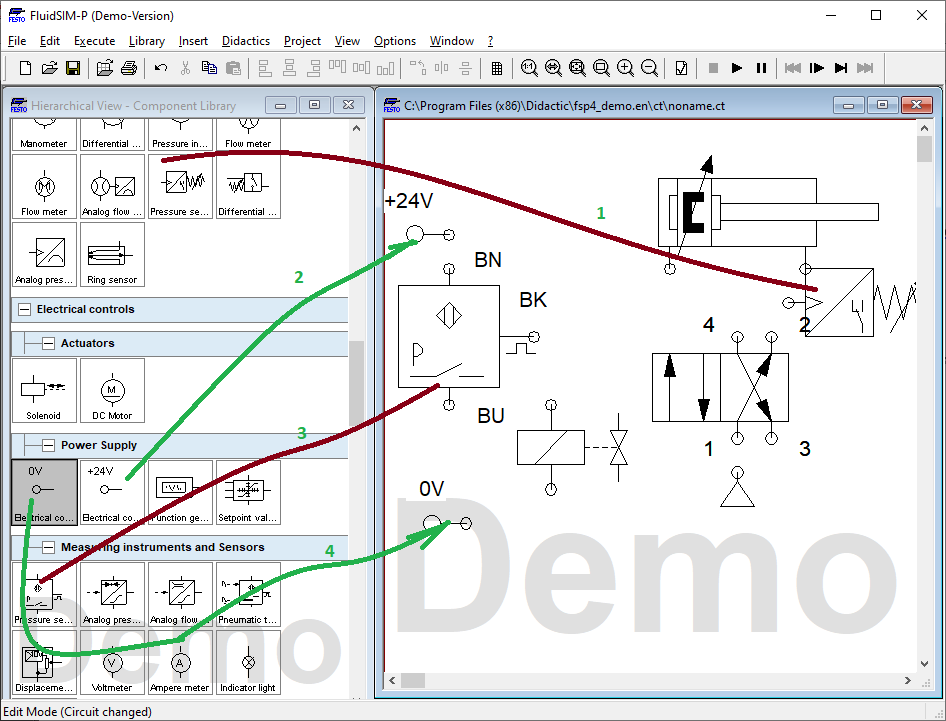 FluidSIM-P (Demo-Version)
File Edit Execute Library Insert Didactics Project View Options Window ?
Hierarchical View - Component Library
Manometer Differential ... Pressure in... Flow meter
Flow meter Analog flow ... Pressure se... Differential ...
Analog pres... Ring sensor
Electrical controls
Actuators
Solenoid DC Motor
Power Supply
0V +24V
Electrical co... Electrical co... Function ge... Setpoint val...
Measuring instruments and Sensors
Pressure se... Analog pres... Analog flow ... Pneumatic t...
Displaceme... Voltmeter Ampere meter Indicator light
Demo
C:\Program Files (x86)\Didactic\fsp4_demo.en\ct\noname.ct
+24V
BN
BK
BU
0V
4 2
1 3
Demo
1
2
3
4
Edit Mode (Circuit changed)